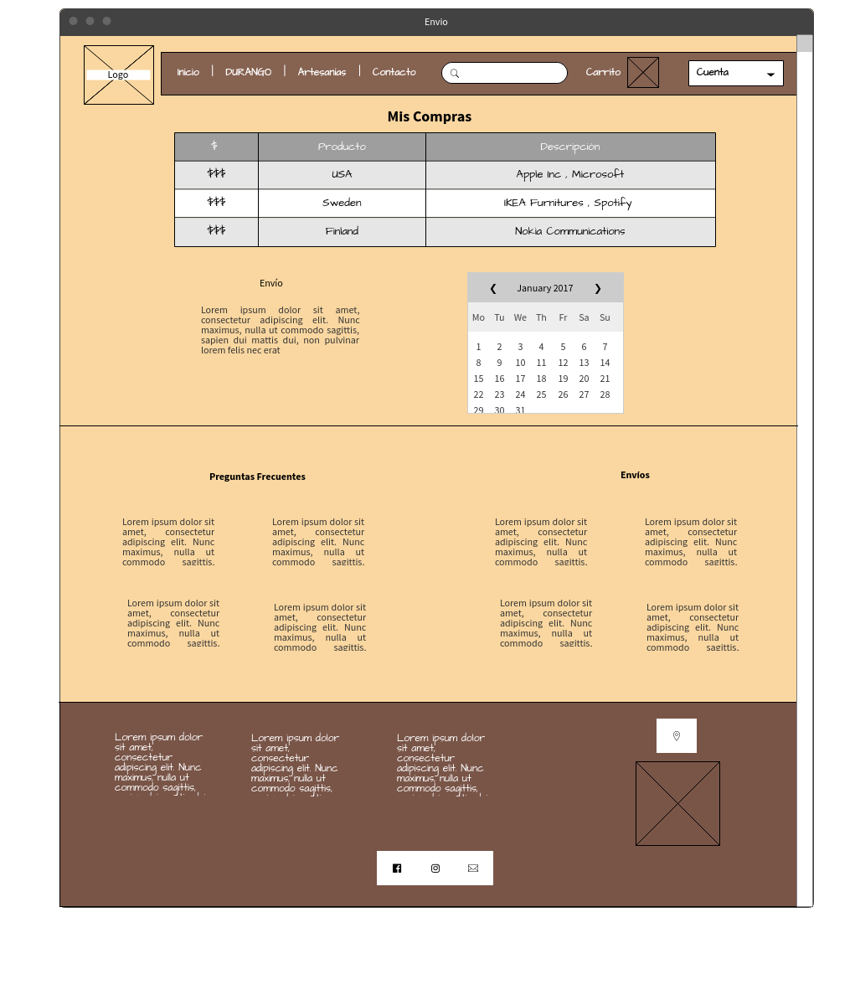 Envio
Logo
Inicio | DURANGO | Artesanias | Contacto
Carrito
Cuenta
Mis Compras
$ Producto Descripción
$$$ USA Apple Inc , Microsoft
$$$ Sweden IKEA Furnitures , Spotify
$$$ Finland Nokia Communications
Envío
Lorem ipsum dolor sit amet,
consectetur adipiscing elit. Nunc
maximus, nulla ut commodo sagittis,
sapien dui mattis dui, non pulvinar
lorem felis nec erat
❮ January 2017 ❯
Mo Tu We Th Fr Sa Su
1 2 3 4 5 6 7
8 9 10 11 12 13 14
15 16 17 18 19 20 21
22 23 24 25 26 27 28
29 30 31
Preguntas Frecuentes
Lorem ipsum dolor sit
amet, consectetur
adipiscing elit. Nunc
maximus, nulla ut
commodo sagittis,
Lorem ipsum dolor sit
amet, consectetur
adipiscing elit. Nunc
maximus, nulla ut
commodo sagittis,
Lorem ipsum dolor sit
amet, consectetur
adipiscing elit. Nunc
maximus, nulla ut
commodo sagittis,
Lorem ipsum dolor sit
amet, consectetur
adipiscing elit. Nunc
maximus, nulla ut
commodo sagittis,
Envíos
Lorem ipsum dolor sit
amet, consectetur
adipiscing elit. Nunc
maximus, nulla ut
commodo sagittis,
Lorem ipsum dolor sit
amet, consectetur
adipiscing elit. Nunc
maximus, nulla ut
commodo sagittis,
Lorem ipsum dolor sit
amet, consectetur
adipiscing elit. Nunc
maximus, nulla ut
commodo sagittis,
Lorem ipsum dolor sit
amet, consectetur
adipiscing elit. Nunc
maximus, nulla ut
commodo sagittis,
Lorem ipsum dolor
sit amet,
consectetur
adipiscing elit. Nunc
maximus, nulla ut
commodo sagittis,
Lorem ipsum dolor
sit amet,
consectetur
adipiscing elit. Nunc
maximus, nulla ut
commodo sagittis,
Lorem ipsum dolor
sit amet,
consectetur
adipiscing elit. Nunc
maximus, nulla ut
commodo sagittis,